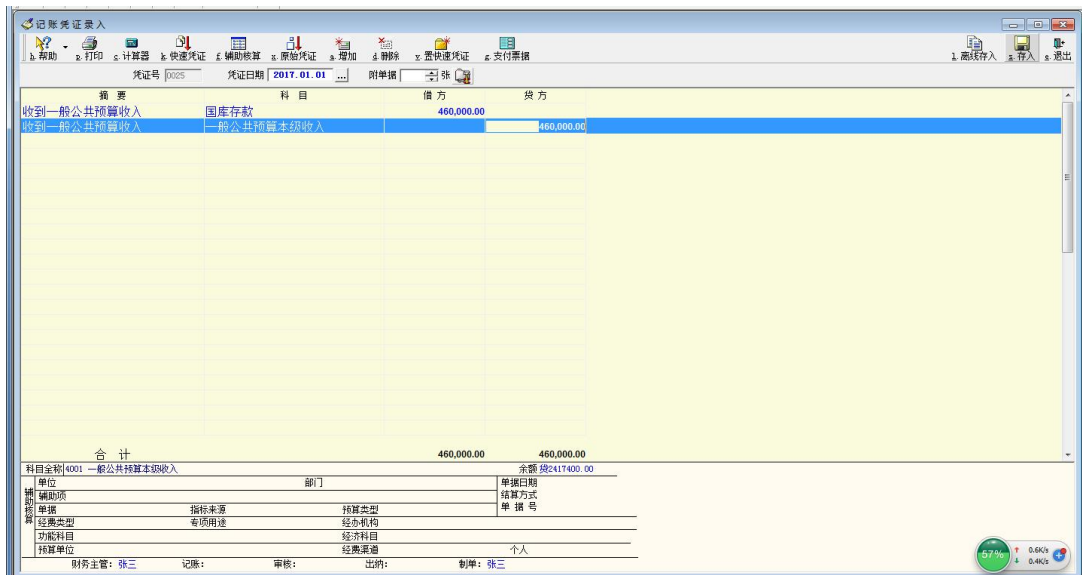 记账凭证录入
h 帮助 p 打印 c 计算器 k 快速凭证 f 辅助核算 x 原始凭证 a 增加 d 删除 y 置快速凭证 g 支付票据 l 离线存入 s 存入 e 退出
凭证号 0025 凭证日期 2017.01.01 ... 附单据 张
摘 要 科 目 借 方 贷 方
收到一般公共预算收入 国库存款 460,000.00
收到一般公共预算收入 一般公共预算本级收入 460,000.00
合 计 460,000.00 460,000.00
科目全称 4001 一般公共预算本级收入 余额 贷2417400.00
辅助核算
单位 部门 单据日期
辅助项 结算方式
单据 指标来源 预算类型 单 据 号
经费类型 专项用途 经办机构
功能科目 经济科目
预算单位 经费渠道 个人
财务主管: 张三 记账: 审核: 出纳: 制单: 张三
57% 0.6K/s
0.4K/s